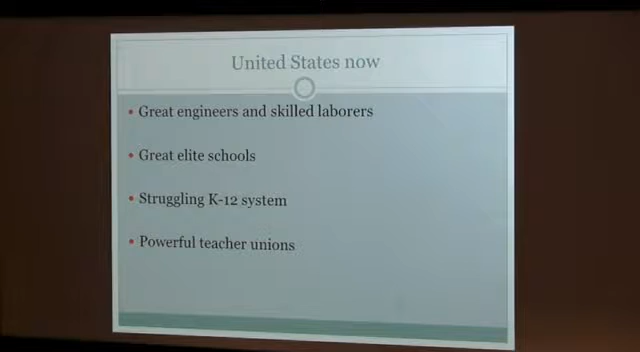 United States now
• Great engineers and skilled laborers
• Great elite schools
• Struggling K-12 system
• Powerful teacher unions